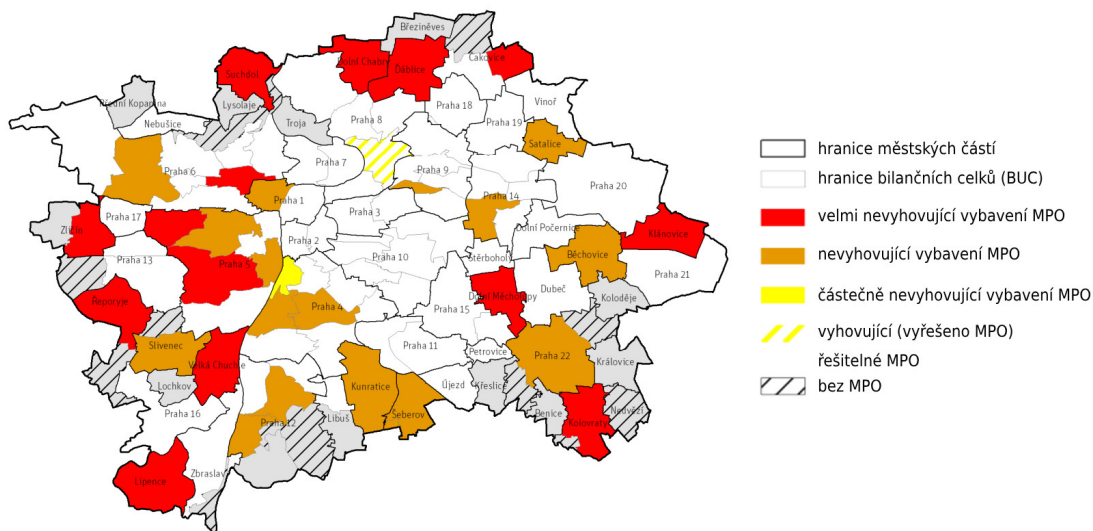 Březiněves
Čakovice
Dolní Chabry
Ďáblice
Suchdol
Přední Kopanina
Lysolaje
Nebušice
Troja
Praha 8
Praha 18
Vinoř
Praha 19
Satalice
Praha 6
Praha 7
Praha 9
Praha 14
Praha 20
Praha 1
Praha 3
Praha 17
Zličín
Dolní Počernice
Klánovice
Praha 2
Praha 10
Štěrboholy
Běchovice
Praha 13
Praha 5
Praha 21
Dubeč
Koloděje
Řeporyje
Praha 4
Dolní Měcholupy
Praha 15
Slivenec
Velká Chuchle
Praha 11
Petrovice
Praha 22
Královice
Lochkov
Kunratice
Újezd
Křeslice
Praha 16
Praha 12
Libuš
Šeberov
Benice
Kolovraty
Nedvězí
Lipence
Zbraslav
hranice městských částí
hranice bilančních celků (BUC)
velmi nevyhovující vybavení MPO
nevyhovující vybavení MPO
částečně nevyhovující vybavení MPO
vyhovující (vyřešeno MPO)
řešitelné MPO
bez MPO